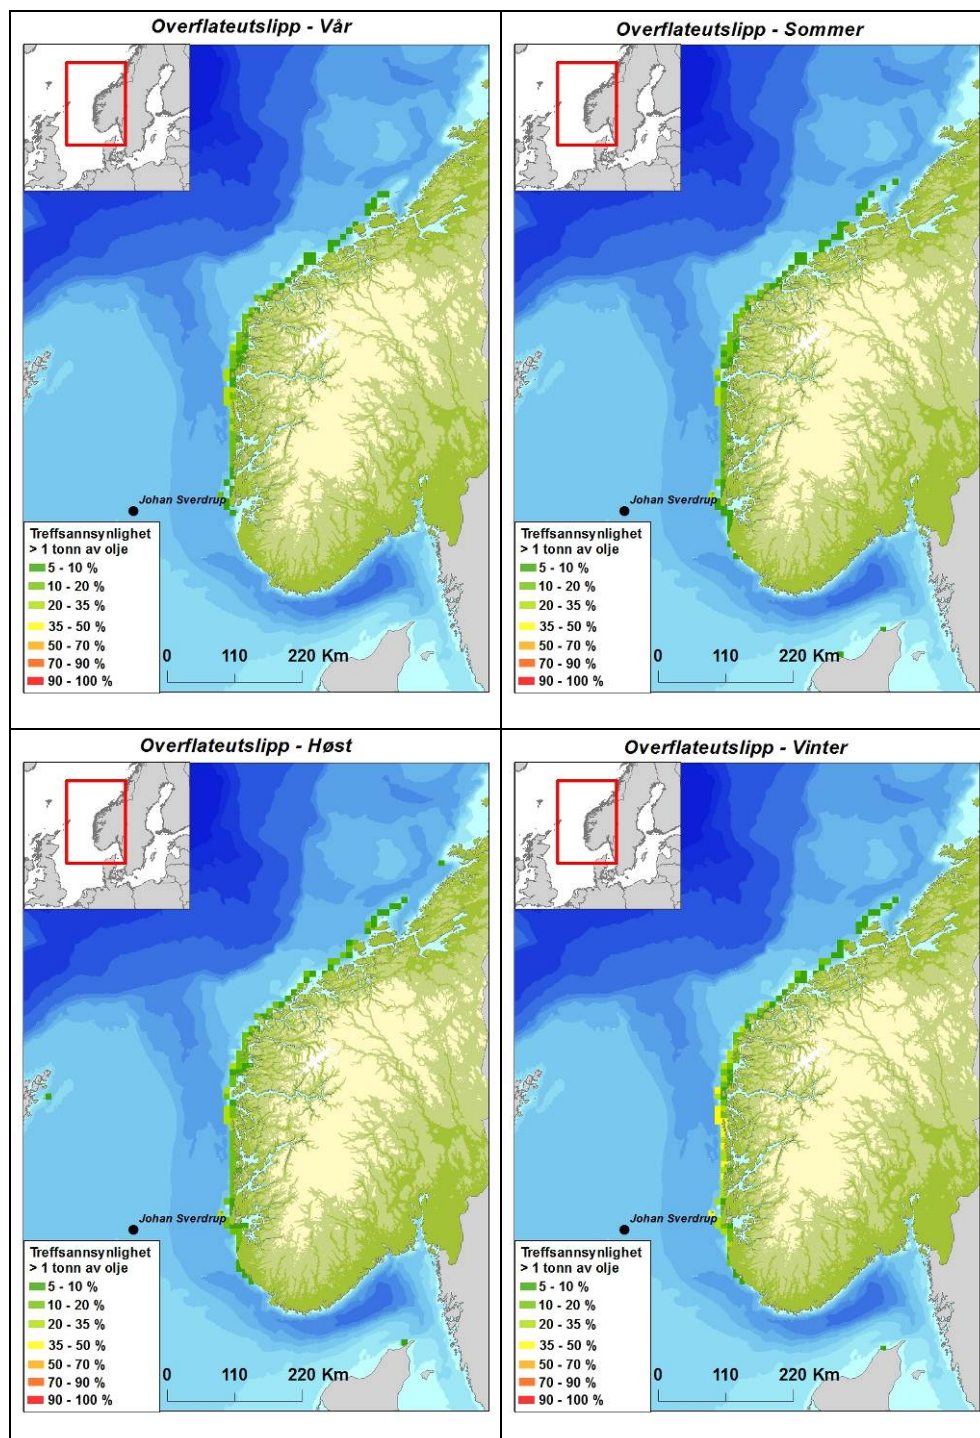 Overflateutslipp - Vår
Johan Sverdrup
Treffsannsynlighet
> 1 tonn av olje
5 - 10 %
10 - 20 %
20 - 35 %
35 - 50 %
50 - 70 %
70 - 90 %
90 - 100 %
0 110 220 Km
Overflateutslipp - Sommer
Johan Sverdrup
Treffsannsynlighet
> 1 tonn av olje
5 - 10 %
10 - 20 %
20 - 35 %
35 - 50 %
50 - 70 %
70 - 90 %
90 - 100 %
0 110 220 Km
Overflateutslipp - Høst
Johan Sverdrup
Treffsannsynlighet
> 1 tonn av olje
5 - 10 %
10 - 20 %
20 - 35 %
35 - 50 %
50 - 70 %
70 - 90 %
90 - 100 %
0 110 220 Km
Overflateutslipp - Vinter
Johan Sverdrup
Treffsannsynlighet
> 1 tonn av olje
5 - 10 %
10 - 20 %
20 - 35 %
35 - 50 %
50 - 70 %
70 - 90 %
90 - 100 %
0 110 220 Km